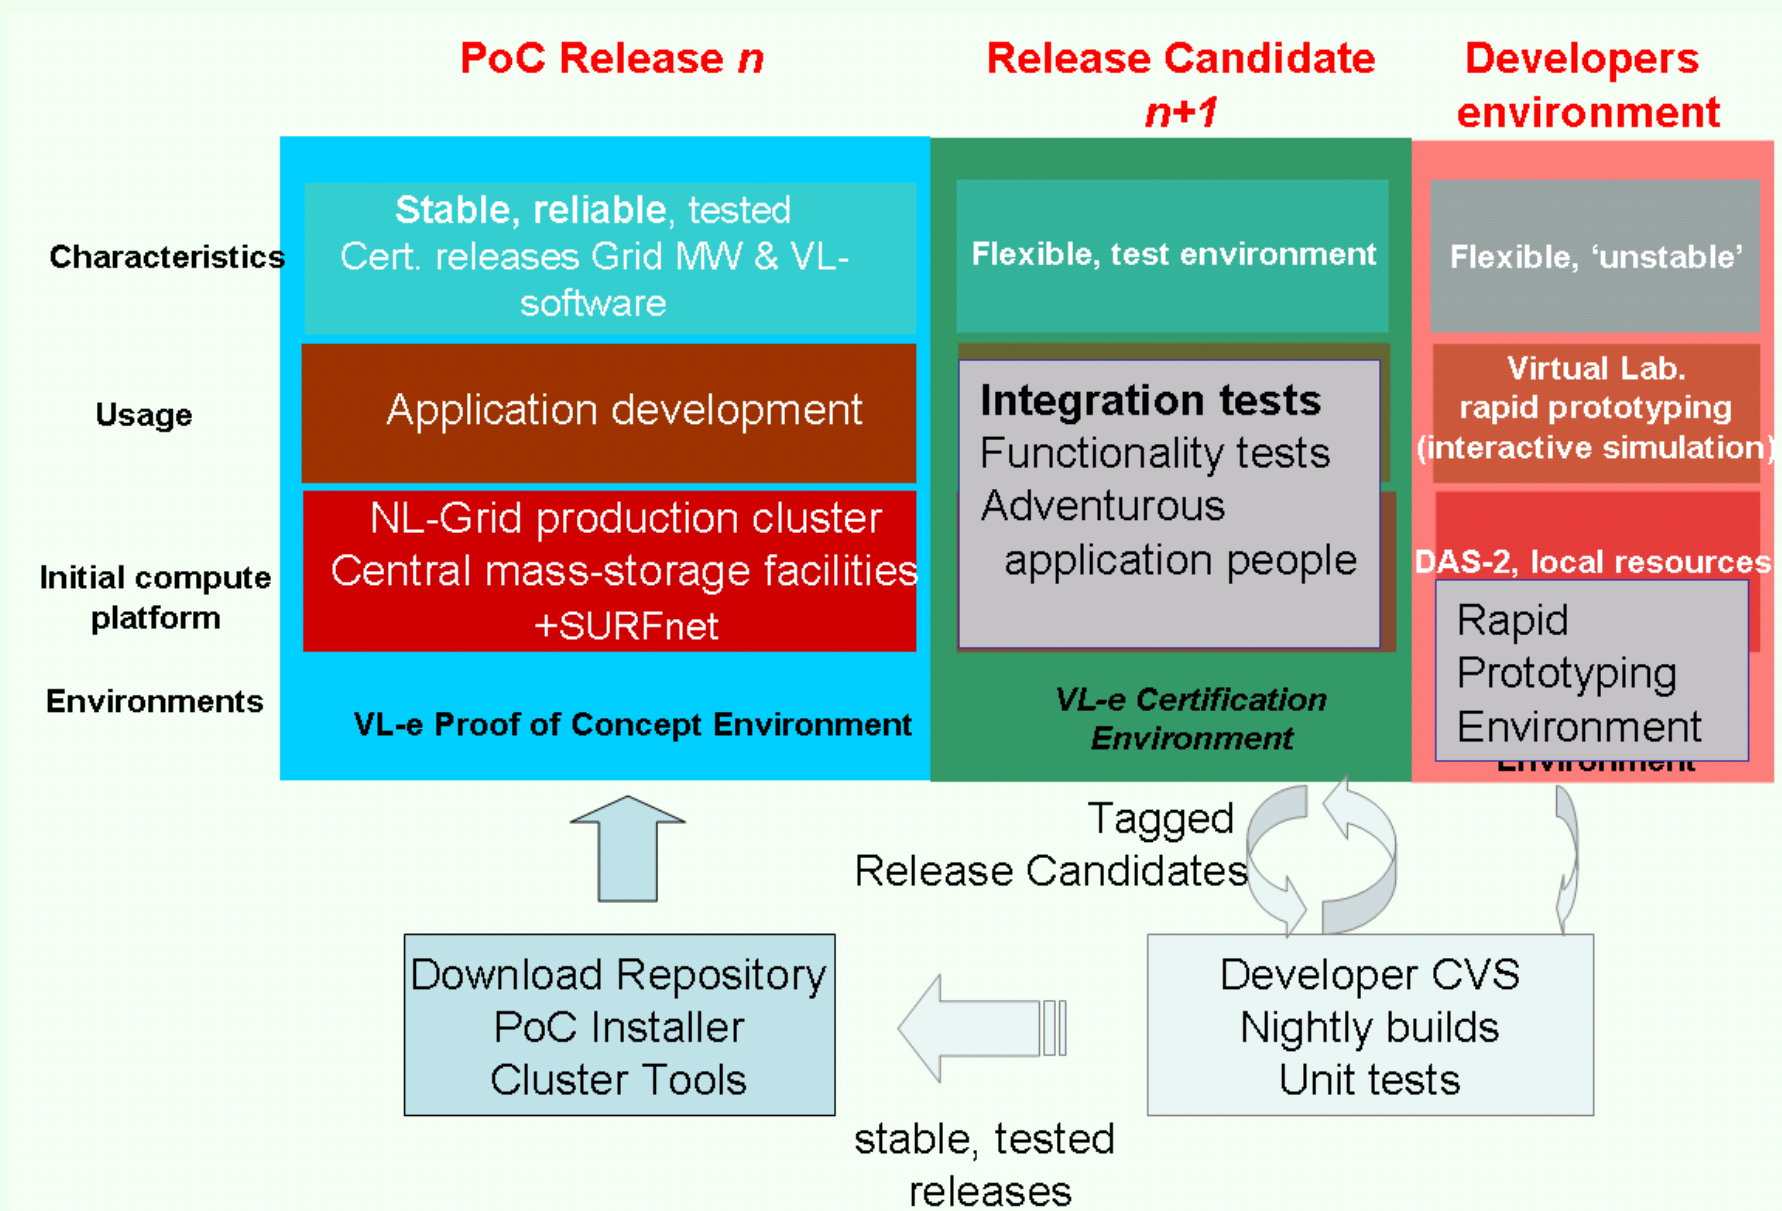 PoC Release n
Release Candidate
n+1
Developers
environment
Characteristics
Stable, reliable, tested
Cert. releases Grid MW & VL-
software
Flexible, test environment
Flexible, ‘unstable’
Usage
Application development
Integration tests
Functionality tests
Adventurous
application people
Virtual Lab.
rapid prototyping
(interactive simulation)
Initial compute
platform
NL-Grid production cluster
Central mass-storage facilities
+SURFnet
DAS-2, local resources
Environments
VL-e Proof of Concept Environment
VL-e Certification
Environment
Rapid
Prototyping
Environment
Environment
Tagged
Release Candidates
Download Repository
PoC Installer
Cluster Tools
Developer CVS
Nightly builds
Unit tests
stable, tested
releases